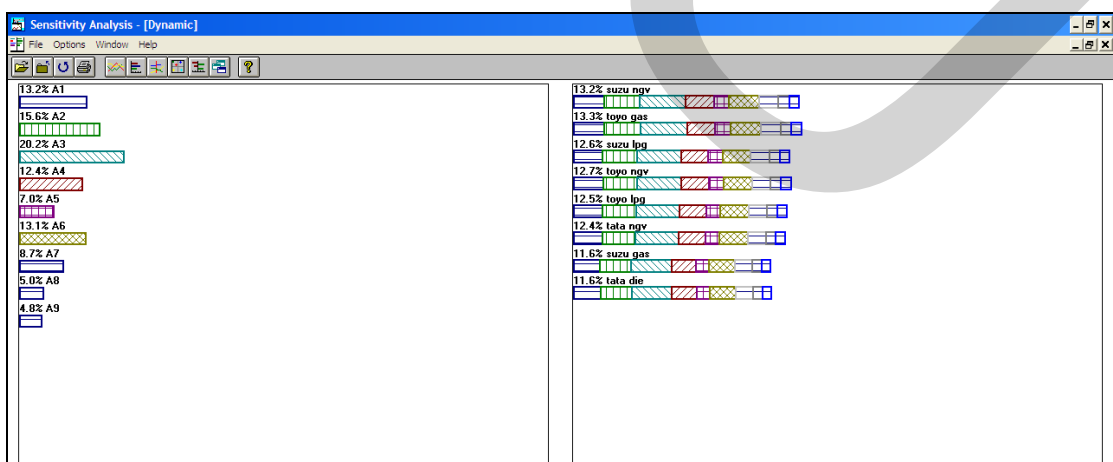 Sensitivity Analysis - [Dynamic]
File Options Window Help
13.2% A1
15.6% A2
20.2% A3
12.4% A4
7.0% A5
13.1% A6
8.7% A7
5.0% A8
4.8% A9
13.2% suzu ngv
13.3% toyo gas
12.6% suzu lpg
12.7% toyo ngv
12.5% toyo lpg
12.4% tata ngv
11.6% suzu gas
11.6% tata die